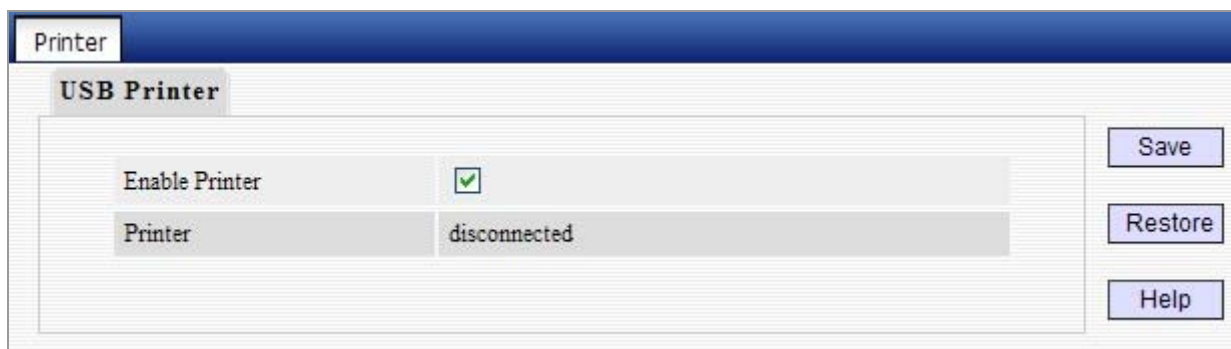 Printer
USB Printer
Enable Printer
Printer disconnected
Save
Restore
Help